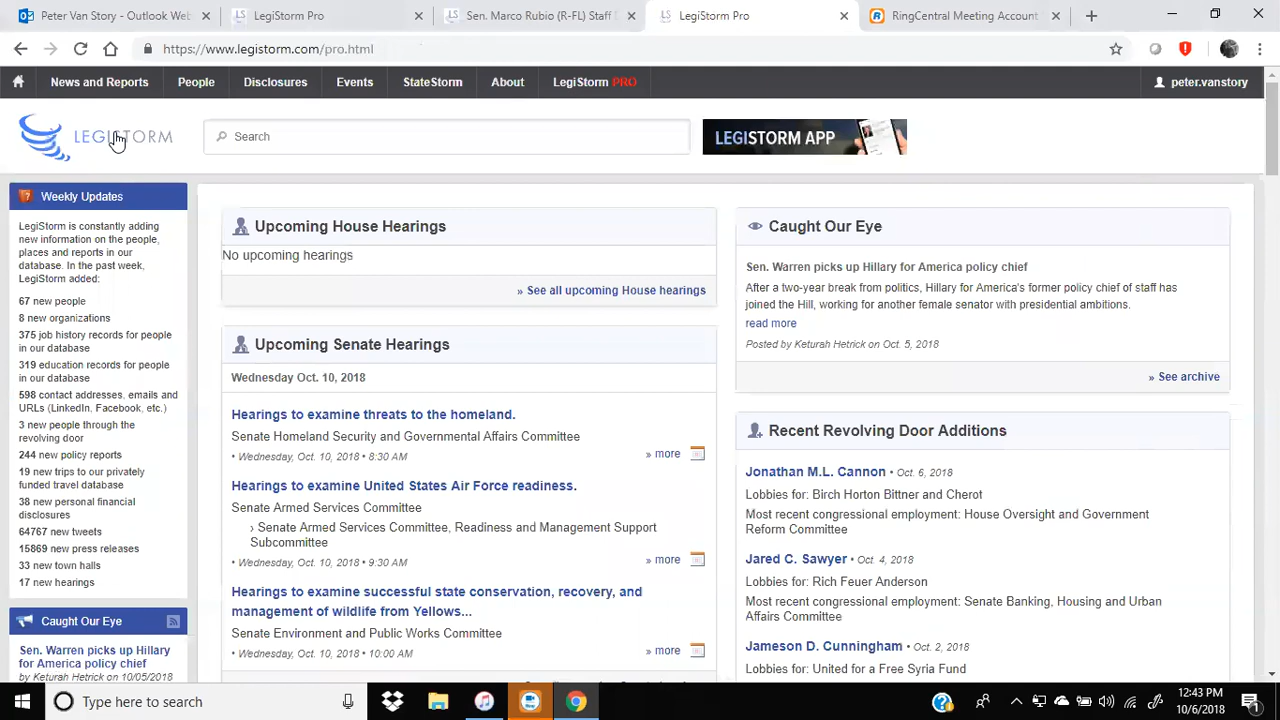 Peter Van Story - Outlook Web
LegiStorm Pro
Sen. Marco Rubio (R-FL) Staff D
LegiStorm Pro
RingCentral Meeting Account
https://www.legistorm.com/pro.html
News and Reports People Disclosures Events StateStorm About LegiStorm PRO peter.vanstory
LEGISTORM
Search
LEGISTORM APP
Weekly Updates
LegiStorm is constantly adding
new information on the people,
places and reports in our
database. In the past week,
LegiStorm added:
67 new people
8 new organizations
375 job history records for people
in our database
319 education records for people
in our database
598 contact addresses, emails and
URLs (LinkedIn, Facebook, etc.)
3 new people through the
revolving door
244 new policy reports
19 new trips to our privately
funded travel database
38 new personal financial
disclosures
64767 new tweets
15869 new press releases
33 new town halls
17 new hearings
Caught Our Eye
Sen. Warren picks up Hillary
for America policy chief
by Keturah Hetrick on 10/05/2018
Upcoming House Hearings
No upcoming hearings
» See all upcoming House hearings
Upcoming Senate Hearings
Wednesday Oct. 10, 2018
Hearings to examine threats to the homeland.
Senate Homeland Security and Governmental Affairs Committee
• Wednesday, Oct. 10, 2018 • 8:30 AM
» more
Hearings to examine United States Air Force readiness.
Senate Armed Services Committee
› Senate Armed Services Committee, Readiness and Management Support
Subcommittee
• Wednesday, Oct. 10, 2018 • 9:30 AM
» more
Hearings to examine successful state conservation, recovery, and
management of wildlife from Yellows...
Senate Environment and Public Works Committee
• Wednesday, Oct. 10, 2018 • 10:00 AM
» more
Caught Our Eye
Sen. Warren picks up Hillary for America policy chief
After a two-year break from politics, Hillary for America's former policy chief of staff has
joined the Hill, working for another female senator with presidential ambitions.
read more
Posted by Keturah Hetrick on Oct. 5, 2018
» See archive
Recent Revolving Door Additions
Jonathan M.L. Cannon • Oct. 6, 2018
Lobbies for: Birch Horton Bittner and Cherot
Most recent congressional employment: House Oversight and Government
Reform Committee
Jared C. Sawyer • Oct. 4, 2018
Lobbies for: Rich Feuer Anderson
Most recent congressional employment: Senate Banking, Housing and Urban
Affairs Committee
Jameson D. Cunningham • Oct. 2, 2018
Lobbies for: United for a Free Syria Fund
Type here to search
12:43 PM
10/6/2018